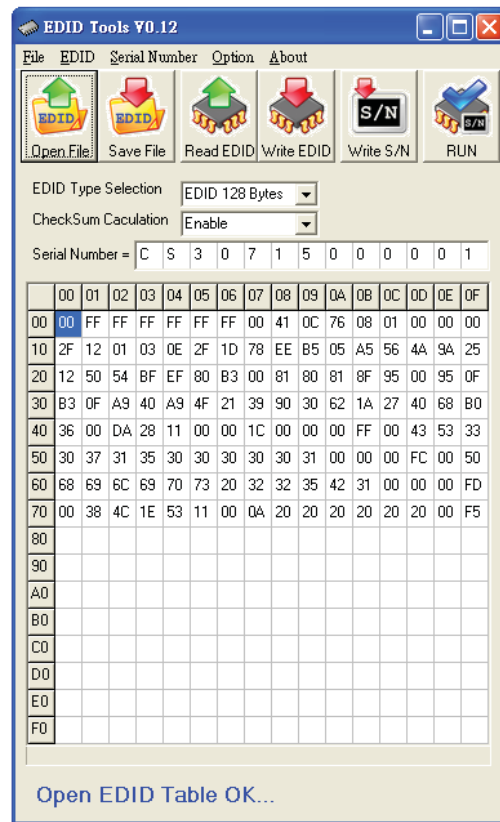 EDID Tools V0.12
File EDID Serial Number Option About
EDID EDID S/N S/N
Open File Save File Read EDID Write EDID Write S/N RUN
EDID Type Selection EDID 128 Bytes
CheckSum Caculation Enable
Serial Number = C S 3 0 7 1 5 0 0 0 0 0 1
00 01 02 03 04 05 06 07 08 09 0A 0B 0C 0D 0E 0F
00 00 FF FF FF FF FF FF 00 41 0C 76 08 01 00 00 00
10 2F 12 01 03 0E 2F 1D 78 EE B5 05 A5 56 4A 9A 25
20 12 50 54 BF EF 80 B3 00 81 80 81 8F 95 00 95 0F
30 B3 0F A9 40 A9 4F 21 39 90 30 62 1A 27 40 68 B0
40 36 00 DA 28 11 00 00 1C 00 00 00 FF 00 43 53 33
50 30 37 31 35 30 30 30 30 30 31 00 00 00 FC 00 50
60 68 69 6C 69 70 73 20 32 32 35 42 31 00 00 00 FD
70 00 38 4C 1E 53 11 00 0A 20 20 20 20 20 20 00 F5
80
90
A0
B0
C0
D0
E0
F0
Open EDID Table OK...